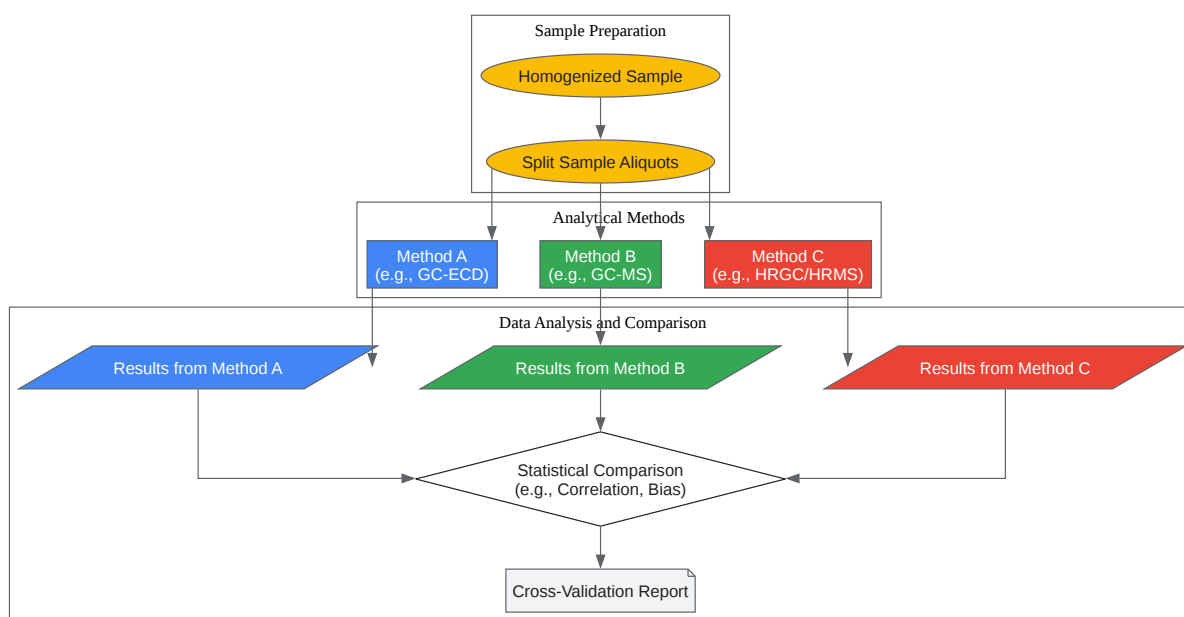 Sample Preparation
Homogenized Sample
Split Sample Aliquots
Analytical Methods
Method A
(e.g., GC-ECD)
Method B
(e.g., GC-MS)
Method C
(e.g., HRGC/HRMS)
Data Analysis and Comparison
Results from Method A
Results from Method B
Results from Method C
Statistical Comparison
(e.g., Correlation, Bias)
Cross-Validation Report